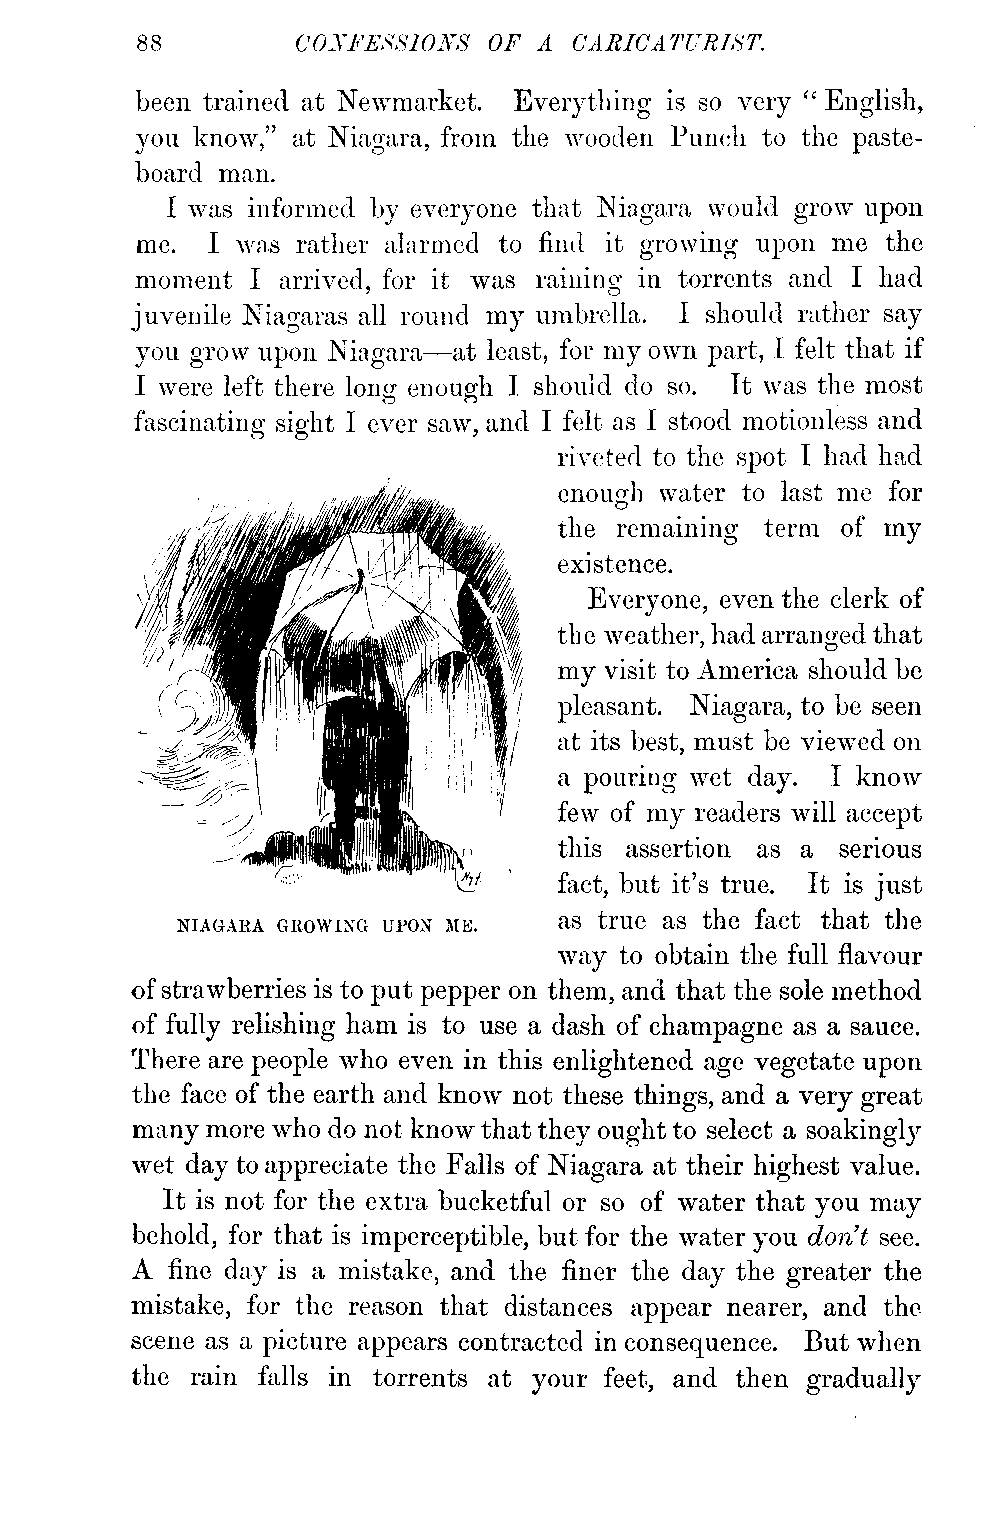 88 CONFESSIONS OF A CARICATURIST.
been trained at Newmarket. Everything is so very “ English,
you know,” at Niagara, from the wooden Punch to the paste-
board man.
I was informed by everyone that Niagara would grow upon
me. I was rather alarmed to find it growing upon me the
moment I arrived, for it was raining in torrents and I had
juvenile Niagaras all round my umbrella. I should rather say
you grow upon Niagara—at least, for my own part, I felt that if
I were left there long enough I should do so. It was the most
fascinating sight I ever saw, and I felt as I stood motionless and
riveted to the spot I had had
enough water to last me for
the remaining term of my
existence.
Everyone, even the clerk of
the weather, had arranged that
my visit to America should be
pleasant. Niagara, to be seen
at its best, must be viewed on
a pouring wet day. I know
few of my readers will accept
this assertion as a serious
fact, but it’s true. It is just
as true as the fact that the
way to obtain the full flavour
NIAGARA GROWING UPON ME.
of strawberries is to put pepper on them, and that the sole method
of fully relishing ham is to use a dash of champagne as a sauce.
There are people who even in this enlightened age vegetate upon
the face of the earth and know not these things, and a very great
many more who do not know that they ought to select a soakingly
wet day to appreciate the Falls of Niagara at their highest value.
It is not for the extra bucketful or so of water that you may
behold, for that is imperceptible, but for the water you don’t see.
A fine day is a mistake, and the finer the day the greater the
mistake, for the reason that distances appear nearer, and the
scene as a picture appears contracted in consequence. But when
the rain falls in torrents at your feet, and then gradually